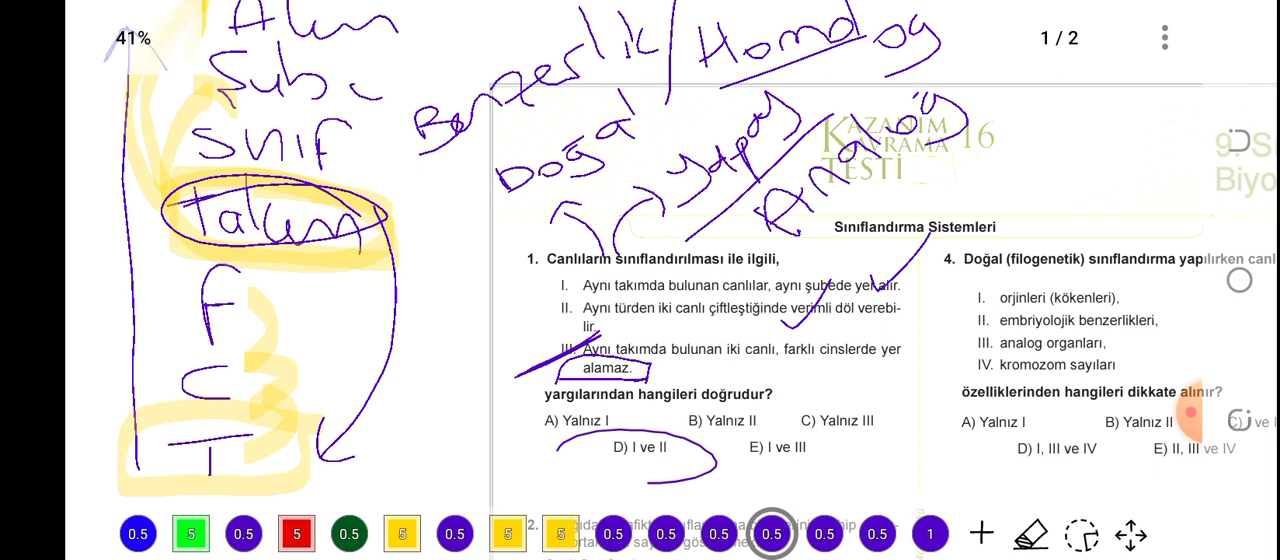 41%
1 / 2
Alem
Şube
Sınıf
Takım
F
C
T
Benzerlik / Homolog
Doğal
Yapay
Analog
KAZANIM
KAVRAMA
TESTİ
16
9. S
Biyo
Sınıflandırma Sistemleri
1. Canlıların sınıflandırılması ile ilgili,
I. Aynı takımda bulunan canlılar, aynı şubede yer alır.
II. Aynı türden iki canlı çiftleştiğinde verimli döl verebi-
lir.
III. Aynı takımda bulunan iki canlı, farklı cinslerde yer
alamaz.
yargılarından hangileri doğrudur?
A) Yalnız I B) Yalnız II C) Yalnız III
D) I ve II E) I ve III
4. Doğal (filogenetik) sınıflandırma yapılırken canl
I. orjinleri (kökenleri),
II. embriyolojik benzerlikleri,
III. analog organları,
IV. kromozom sayıları
özelliklerinden hangileri dikkate alınır?
A) Yalnız I B) Yalnız II C) I ve I
D) I, III ve IV E) II, III ve IV
2.
0.5 5 0.5 5 0.5 5 0.5 5 5 0.5 0.5 0.5 0.5 0.5 0.5 1